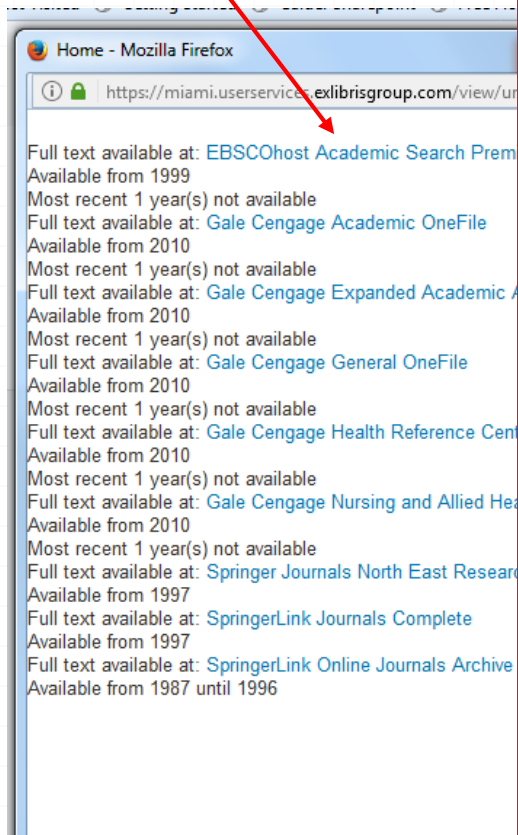 Home - Mozilla Firefox
https://miami.userservices.exlibrisgroup.com/view/
Full text available at: EBSCOhost Academic Search
Available from 1999
Most recent 1 year(s) not available
Full text available at: Gale Cengage Academic OneFile
Available from 2010
Most recent 1 year(s) not available
Full text available at: Gale Cengage Expanded Academic
Available from 2010
Most recent 1 year(s) not available
Full text available at: Gale Cengage General OneFile
Available from 2010
Most recent 1 year(s) not available
Full text available at: Gale Cengage Health Reference
Available from 2010
Most recent 1 year(s) not available
Full text available at: Gale Cengage Nursing and Allied
Available from 2010
Most recent 1 year(s) not available
Full text available at: Springer Journals North East
Available from 1997
Full text available at: SpringerLink Journals Complete
Available from 1997
Full text available at: SpringerLink Online Journals Archive
Available from 1987 until 1996